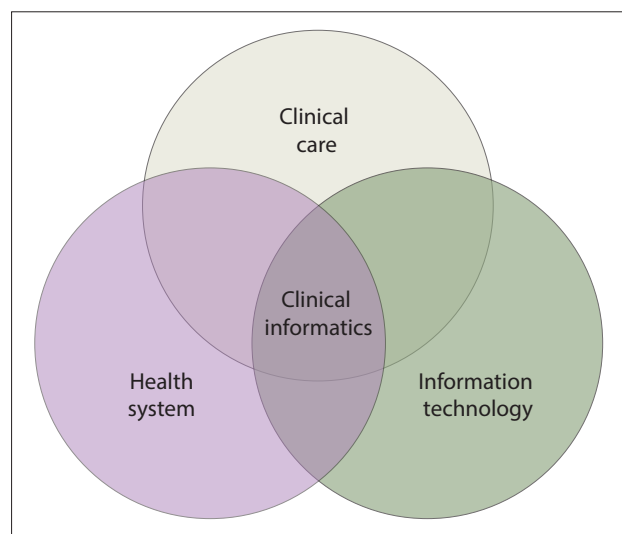 Clinical
care
Clinical
informatics
Health
system
Information
technology